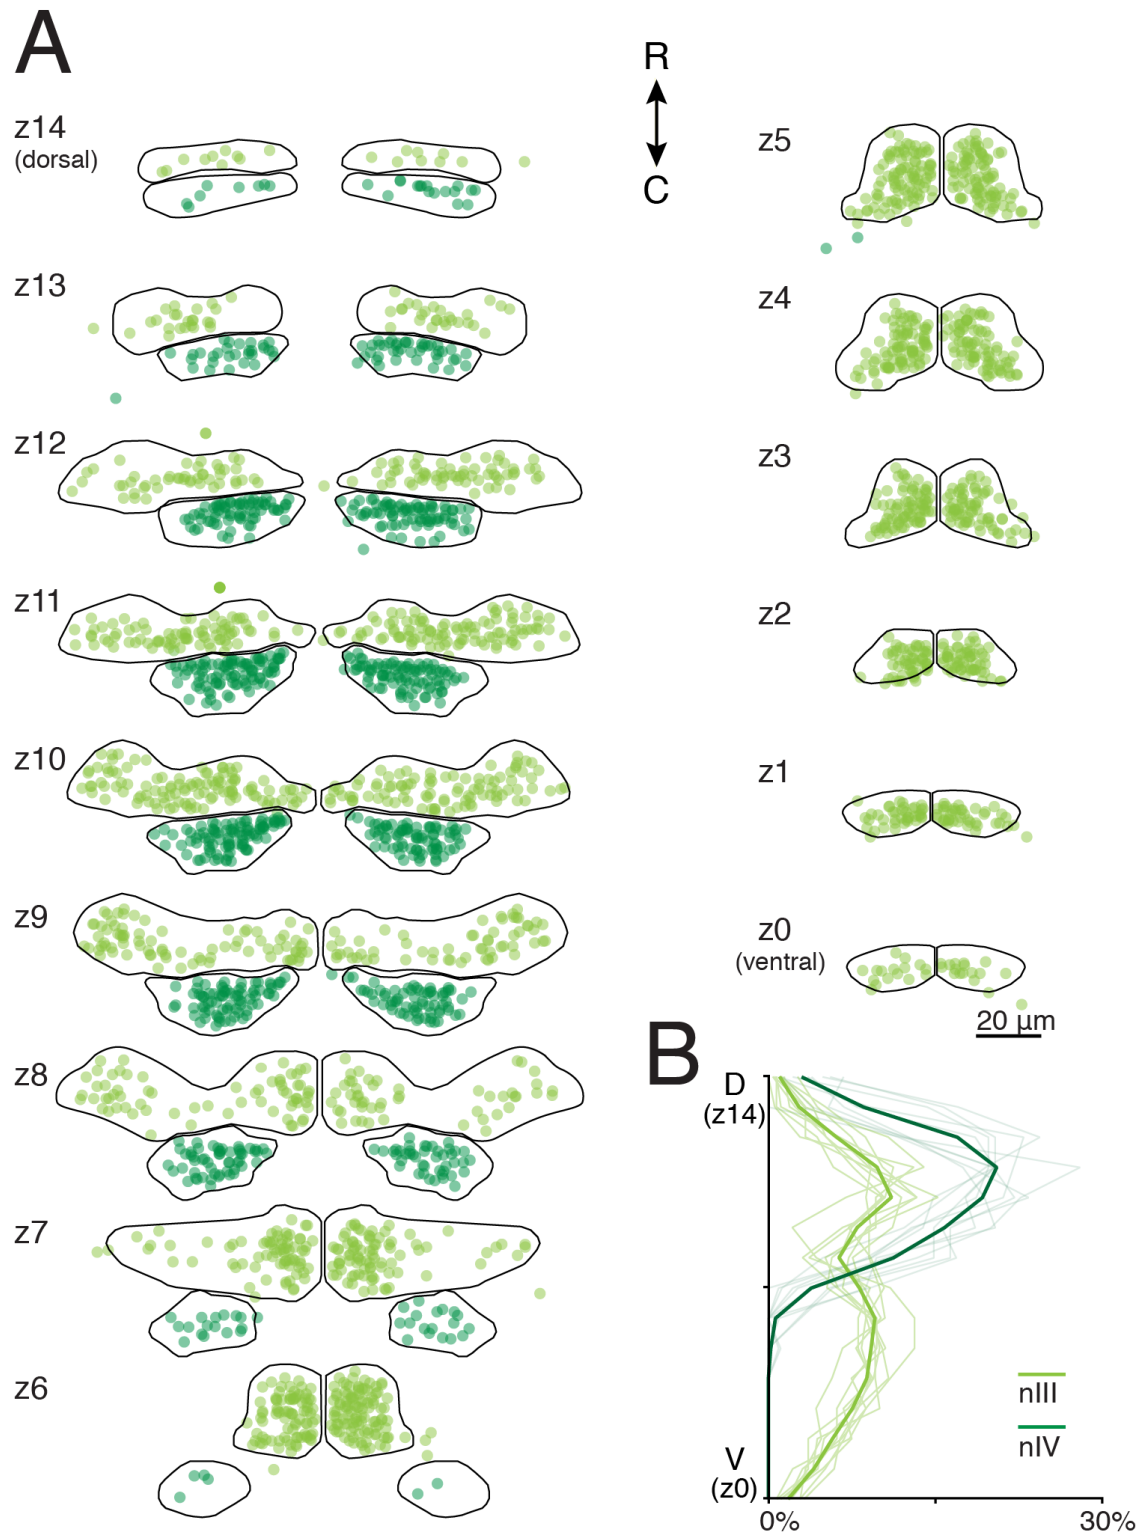 A
z14
(dorsal)
z13
z12
z11
z10
z9
z8
z7
z6
R
C
z5
z4
z3
z2
z1
z0
(ventral)
20 μm
B
D
(z14)
V
(z0)
nIII
nIV
0%
30%